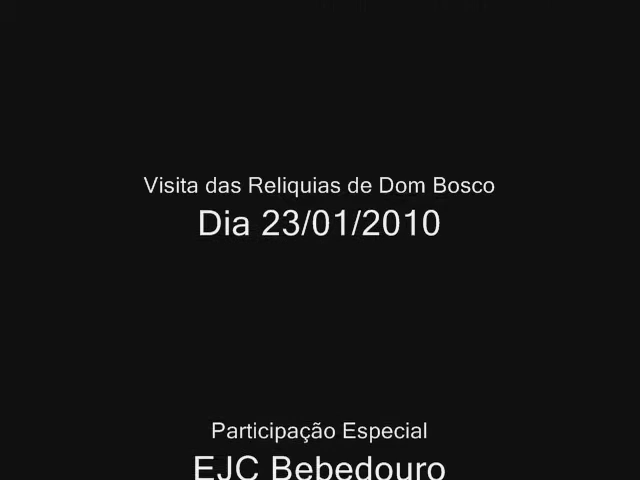 Visita das Reliquias de Dom Bosco
Dia 23/01/2010
Participação Especial
EJC Bebedouro